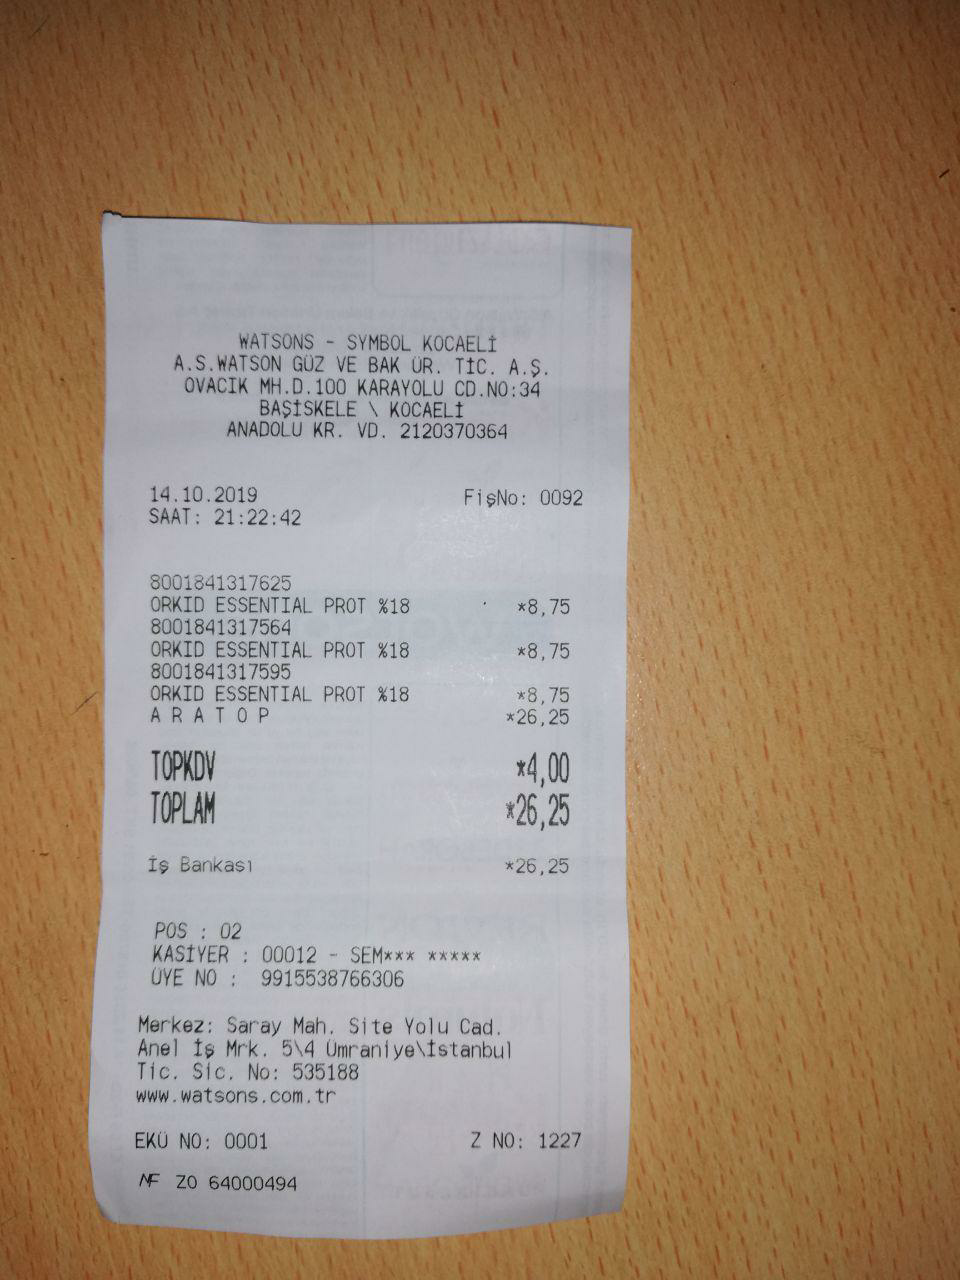 WATSONS - SYMBOL KOCAELİ
A.S.WATSON GÜZ VE BAK ÜR. TİC. A.Ş.
OVACIK MH.D.100 KARAYOLU CD.NO:34
BAŞİSKELE \ KOCAELİ
ANADOLU KR. VD. 2120370364
14.10.2019 FişNo: 0092
SAAT: 21:22:42
8001841317625
ORKID ESSENTIAL PROT %18 *8,75
8001841317564
ORKID ESSENTIAL PROT %18 *8,75
8001841317595
ORKID ESSENTIAL PROT %18 *8,75
A R A T O P *26,25
TOPKDV *4,00
TOPLAM *26,25
İş Bankası *26,25
POS : 02
KASİYER : 00012 - SEM*** *****
ÜYE NO : 9915538766306
Merkez: Saray Mah. Site Yolu Cad.
Anel İş Mrk. 5\4 Ümraniye\İstanbul
Tic. Sic. No: 535188
www.watsons.com.tr
EKÜ NO: 0001 Z NO: 1227
NF ZO 64000494